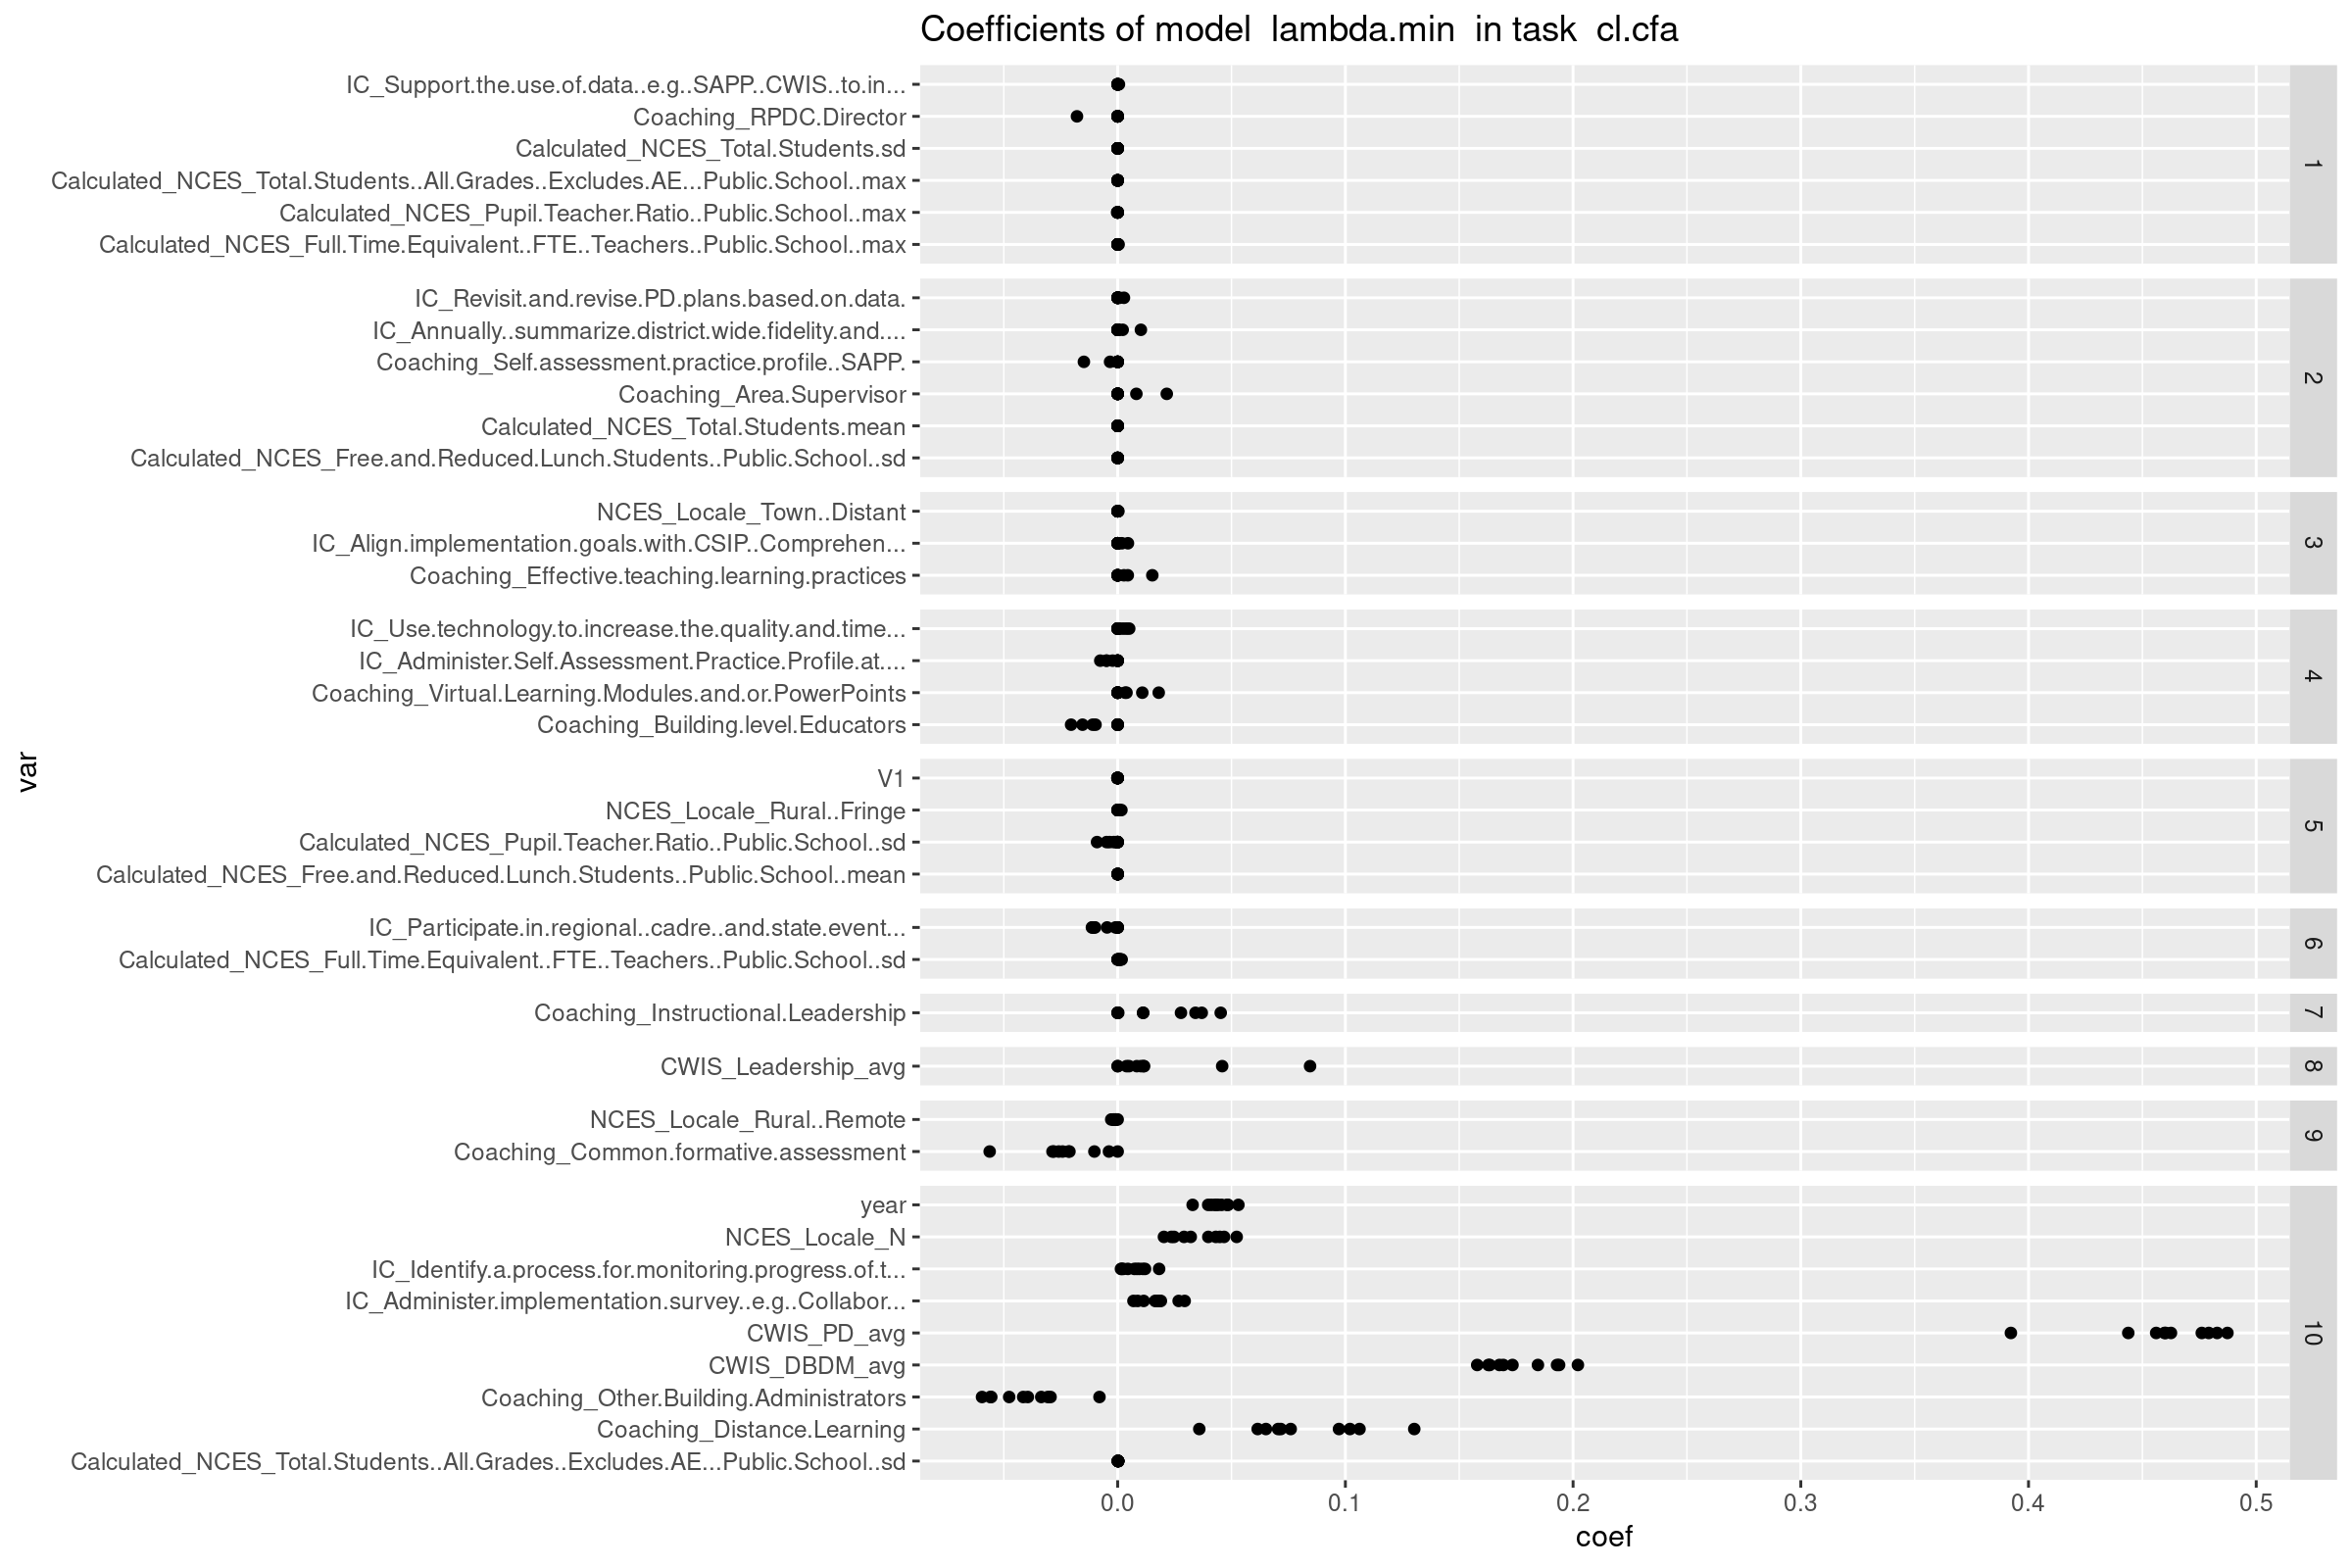 Coefficients of model  lambda.min  in task  cl.cfa
IC_Support.the.use.of.data..e.g..SAPP..CWIS..to.in...
Coaching_RPDC.Director
Calculated_NCES_Total.Students.sd
Calculated_NCES_Total.Students..All.Grades..Excludes.AE...Public.School..max
Calculated_NCES_Pupil.Teacher.Ratio..Public.School..max
Calculated_NCES_Full.Time.Equivalent..FTE..Teachers..Public.School..max
1
IC_Revisit.and.revise.PD.plans.based.on.data.
IC_Annually..summarize.district.wide.fidelity.and....
Coaching_Self.assessment.practice.profile..SAPP.
Coaching_Area.Supervisor
Calculated_NCES_Total.Students.mean
Calculated_NCES_Free.and.Reduced.Lunch.Students..Public.School..sd
2
NCES_Locale_Town..Distant
IC_Align.implementation.goals.with.CSIP..Comprehen...
Coaching_Effective.teaching.learning.practices
3
IC_Use.technology.to.increase.the.quality.and.time...
IC_Administer.Self.Assessment.Practice.Profile.at....
Coaching_Virtual.Learning.Modules.and.or.PowerPoints
Coaching_Building.level.Educators
4
var
V1
NCES_Locale_Rural..Fringe
Calculated_NCES_Pupil.Teacher.Ratio..Public.School..sd
Calculated_NCES_Free.and.Reduced.Lunch.Students..Public.School..mean
5
IC_Participate.in.regional..cadre..and.state.event...
Calculated_NCES_Full.Time.Equivalent..FTE..Teachers..Public.School..sd
6
Coaching_Instructional.Leadership
7
CWIS_Leadership_avg
8
NCES_Locale_Rural..Remote
Coaching_Common.formative.assessment
9
year
NCES_Locale_N
IC_Identify.a.process.for.monitoring.progress.of.t...
IC_Administer.implementation.survey..e.g..Collabor...
CWIS_PD_avg
CWIS_DBDM_avg
Coaching_Other.Building.Administrators
Coaching_Distance.Learning
Calculated_NCES_Total.Students..All.Grades..Excludes.AE...Public.School..sd
10
0.0 0.1 0.2 0.3 0.4 0.5
coef